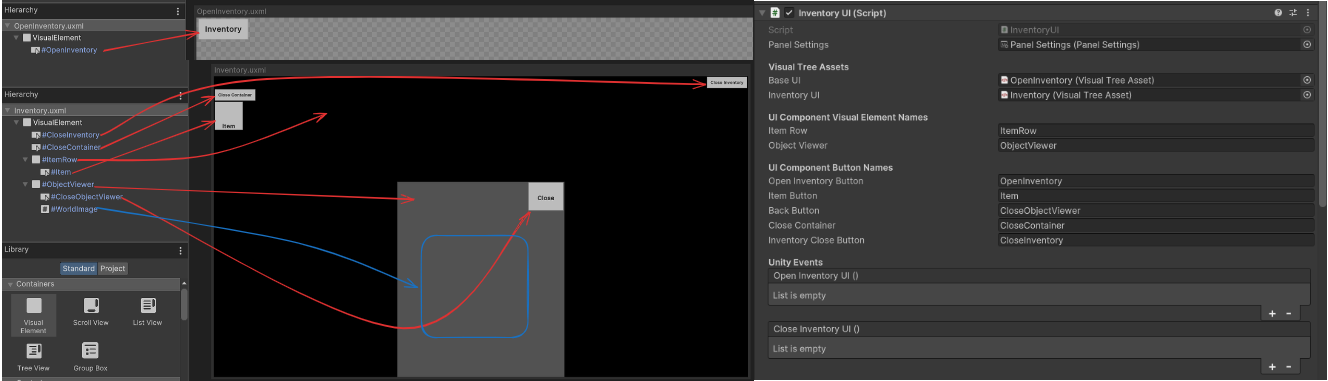 Hierarchy
OpenInventory.uxml
VisualElement
#OpenInventory
OpenInventory.uxml
Inventory
Hierarchy
Inventory.uxml
VisualElement
#CloseInventory
#CloseContainer
#ItemRow
#Item
#ObjectViewer
#CloseObjectViewer
#WorldImage
Inventory.uxml
Close Inventory
Close Container
Item
Close
Library
Standard
Project
Containers
Visual
Element
Scroll View
List View
Tree View
Group Box
Inventory UI (Script)
Script
InventoryUI
Panel Settings
Panel Settings (Panel Settings)
Visual Tree Assets
Base UI
OpenInventory (Visual Tree Asset)
Inventory UI
Inventory (Visual Tree Asset)
UI Component Visual Element Names
Item Row
ItemRow
Object Viewer
ObjectViewer
UI Component Button Names
Open Inventory Button
OpenInventory
Item Button
Item
Back Button
CloseObjectViewer
Close Container
CloseContainer
Inventory Close Button
CloseInventory
Unity Events
Open Inventory UI ()
List is empty
+ -
Close Inventory UI ()
List is empty
+ -